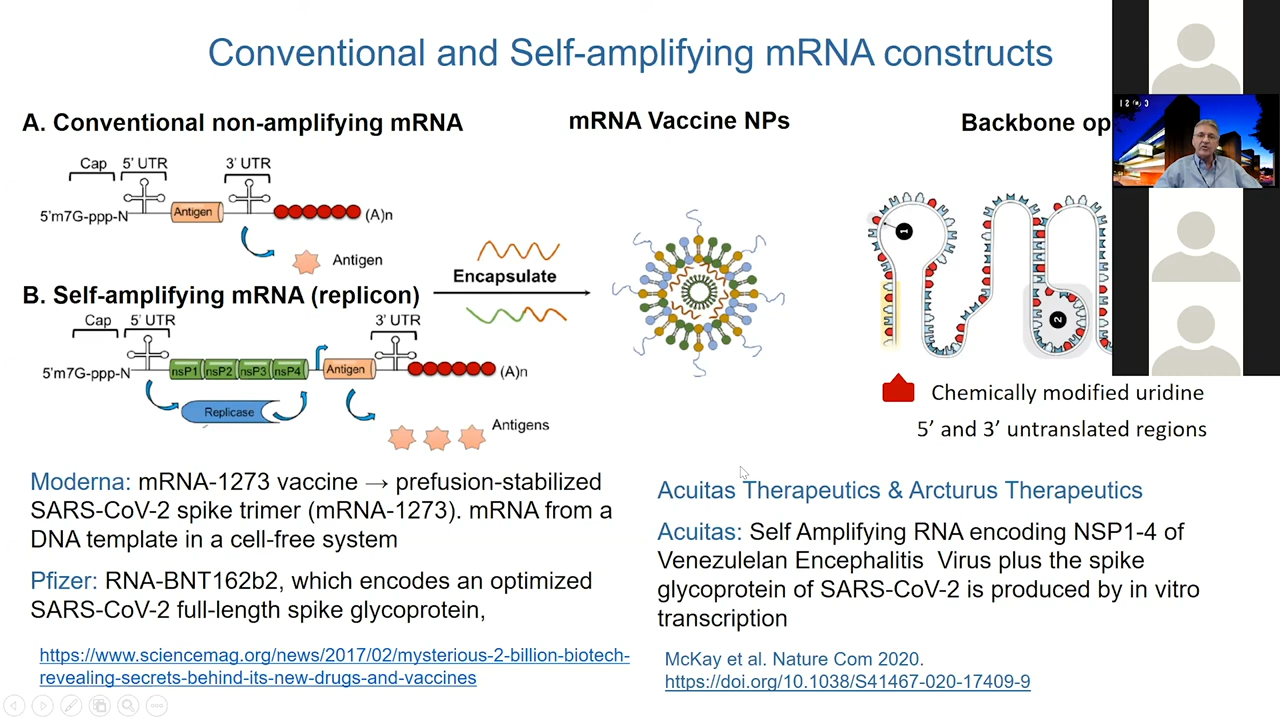 Conventional and Self-amplifying mRNA constructs
A. Conventional non-amplifying mRNA
Cap 5' UTR 3' UTR
5'm7G-ppp-N Antigen (A)n
Antigen
B. Self-amplifying mRNA (replicon)
Cap 5' UTR 3' UTR
5'm7G-ppp-N nsP1 nsP2 nsP3 nsP4 Antigen (A)n
Replicase
Antigens
mRNA Vaccine NPs
Encapsulate
Backbone op
1
2
Chemically modified uridine
5’ and 3’ untranslated regions
Moderna: mRNA-1273 vaccine → prefusion-stabilized
SARS-CoV-2 spike trimer (mRNA-1273). mRNA from a
DNA template in a cell-free system
Pfizer: RNA-BNT162b2, which encodes an optimized
SARS-CoV-2 full-length spike glycoprotein,
https://www.sciencemag.org/news/2017/02/mysterious-2-billion-biotech-
revealing-secrets-behind-its-new-drugs-and-vaccines
Acuitas Therapeutics & Arcturus Therapeutics
Acuitas: Self Amplifying RNA encoding NSP1-4 of
Venezulelan Encephalitis Virus plus the spike
glycoprotein of SARS-CoV-2 is produced by in vitro
transcription
McKay et al. Nature Com 2020.
https://doi.org/10.1038/S41467-020-17409-9